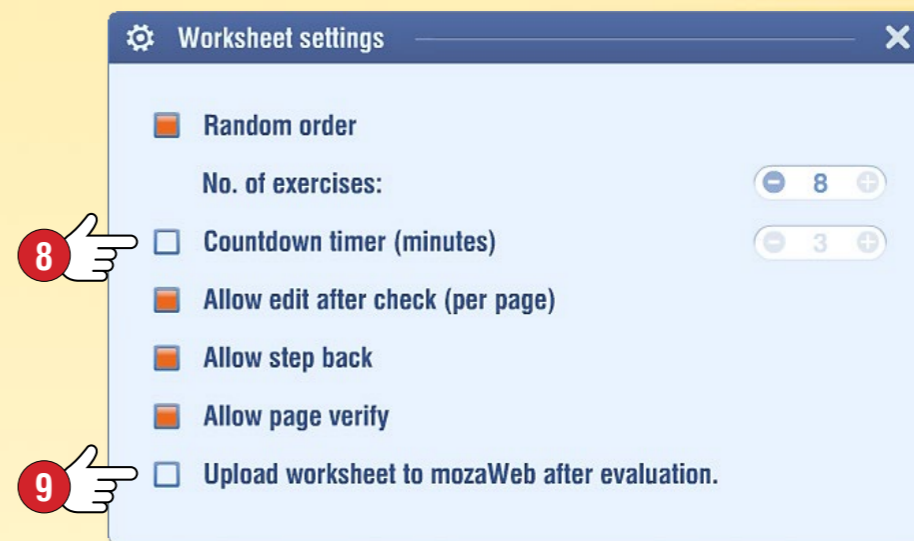 Worksheet settings
Random order
No. of exercises: 8
8 Countdown timer (minutes) 3
Allow edit after check (per page)
Allow step back
Allow page verify
9 Upload worksheet to mozaWeb after evaluation.